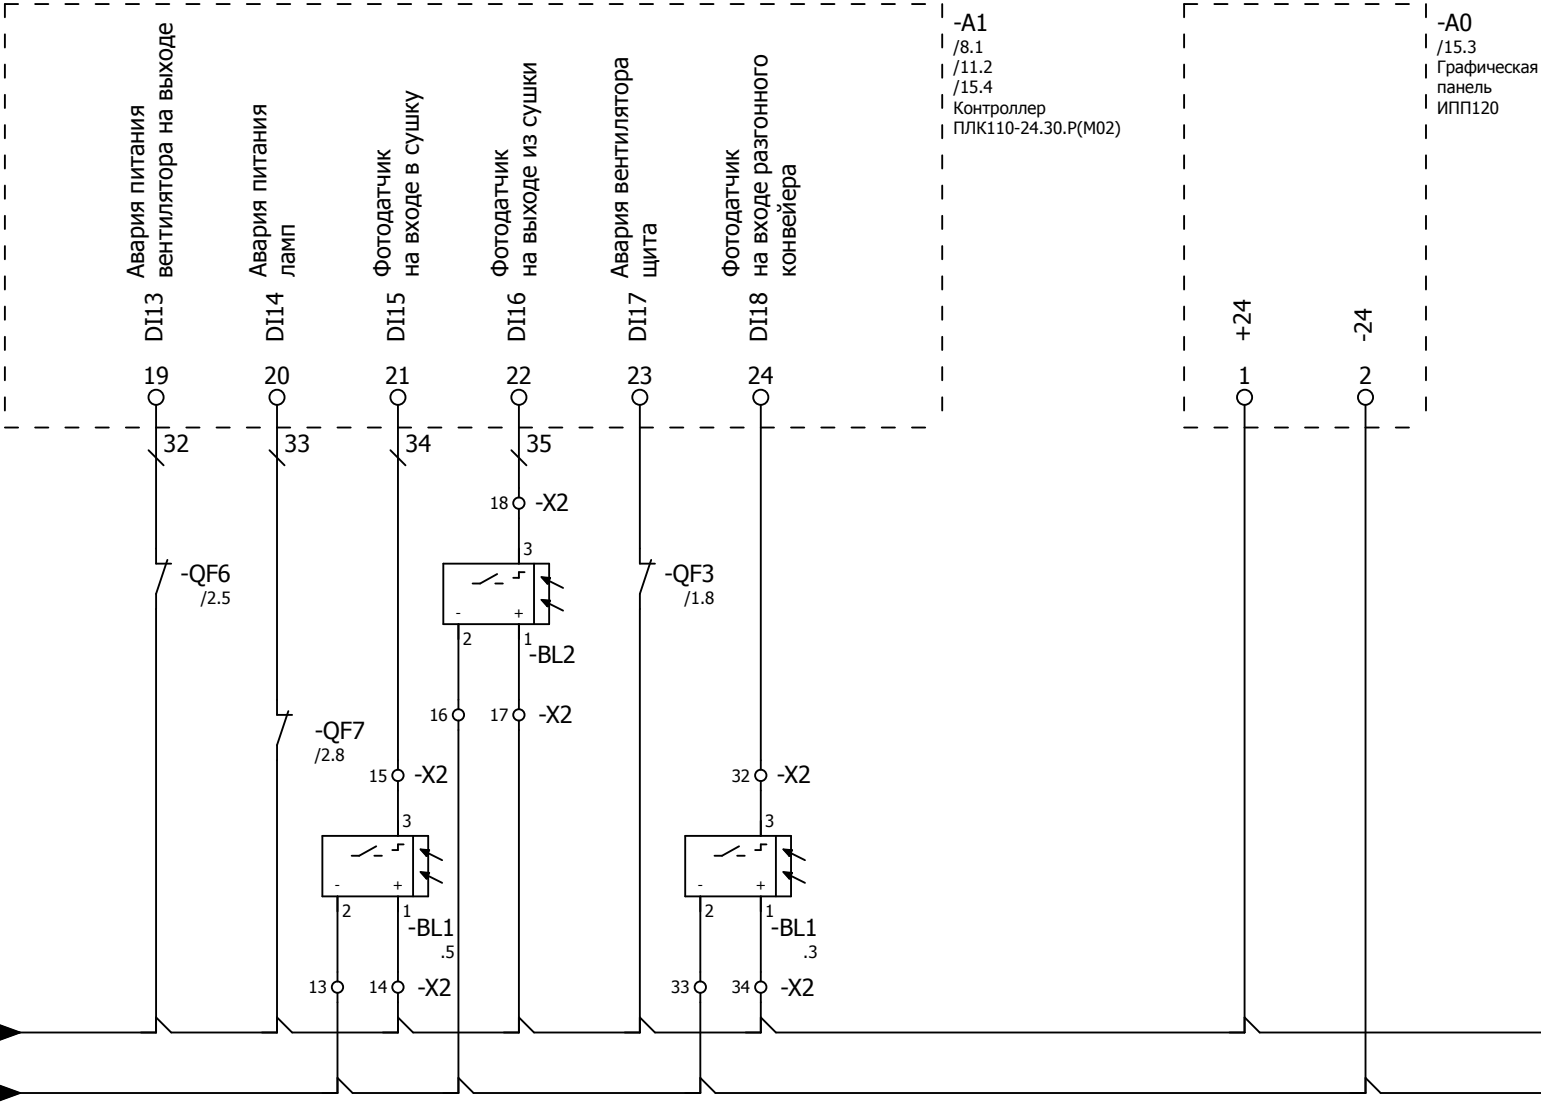 -A1
/8.1
/11.2
/15.4
Контроллер
ПЛК110-24.30.Р(М02)
-A0
/15.3
Графическая
панель
ИПП120
Авария питания
вентилятора на выходе
Авария питания
ламп
Фотодатчик
на входе в сушку
Фотодатчик
на выходе из сушки
Авария вентилятора
щита
Фотодатчик
на входе разгонного
конвейера
DI13
DI14
DI15
DI16
DI17
DI18
+24
-24
19
20
21
22
23
24
1
2
32
33
34
35
18 -X2
3
-QF6
/2.5
- +
2
1
-BL2
-QF3
/1.8
16
17 -X2
-QF7
/2.8
15 -X2
32 -X2
3
3
- +
- +
2
1
-BL1
.5
2
1
-BL1
.3
13
14 -X2
33
34 -X2